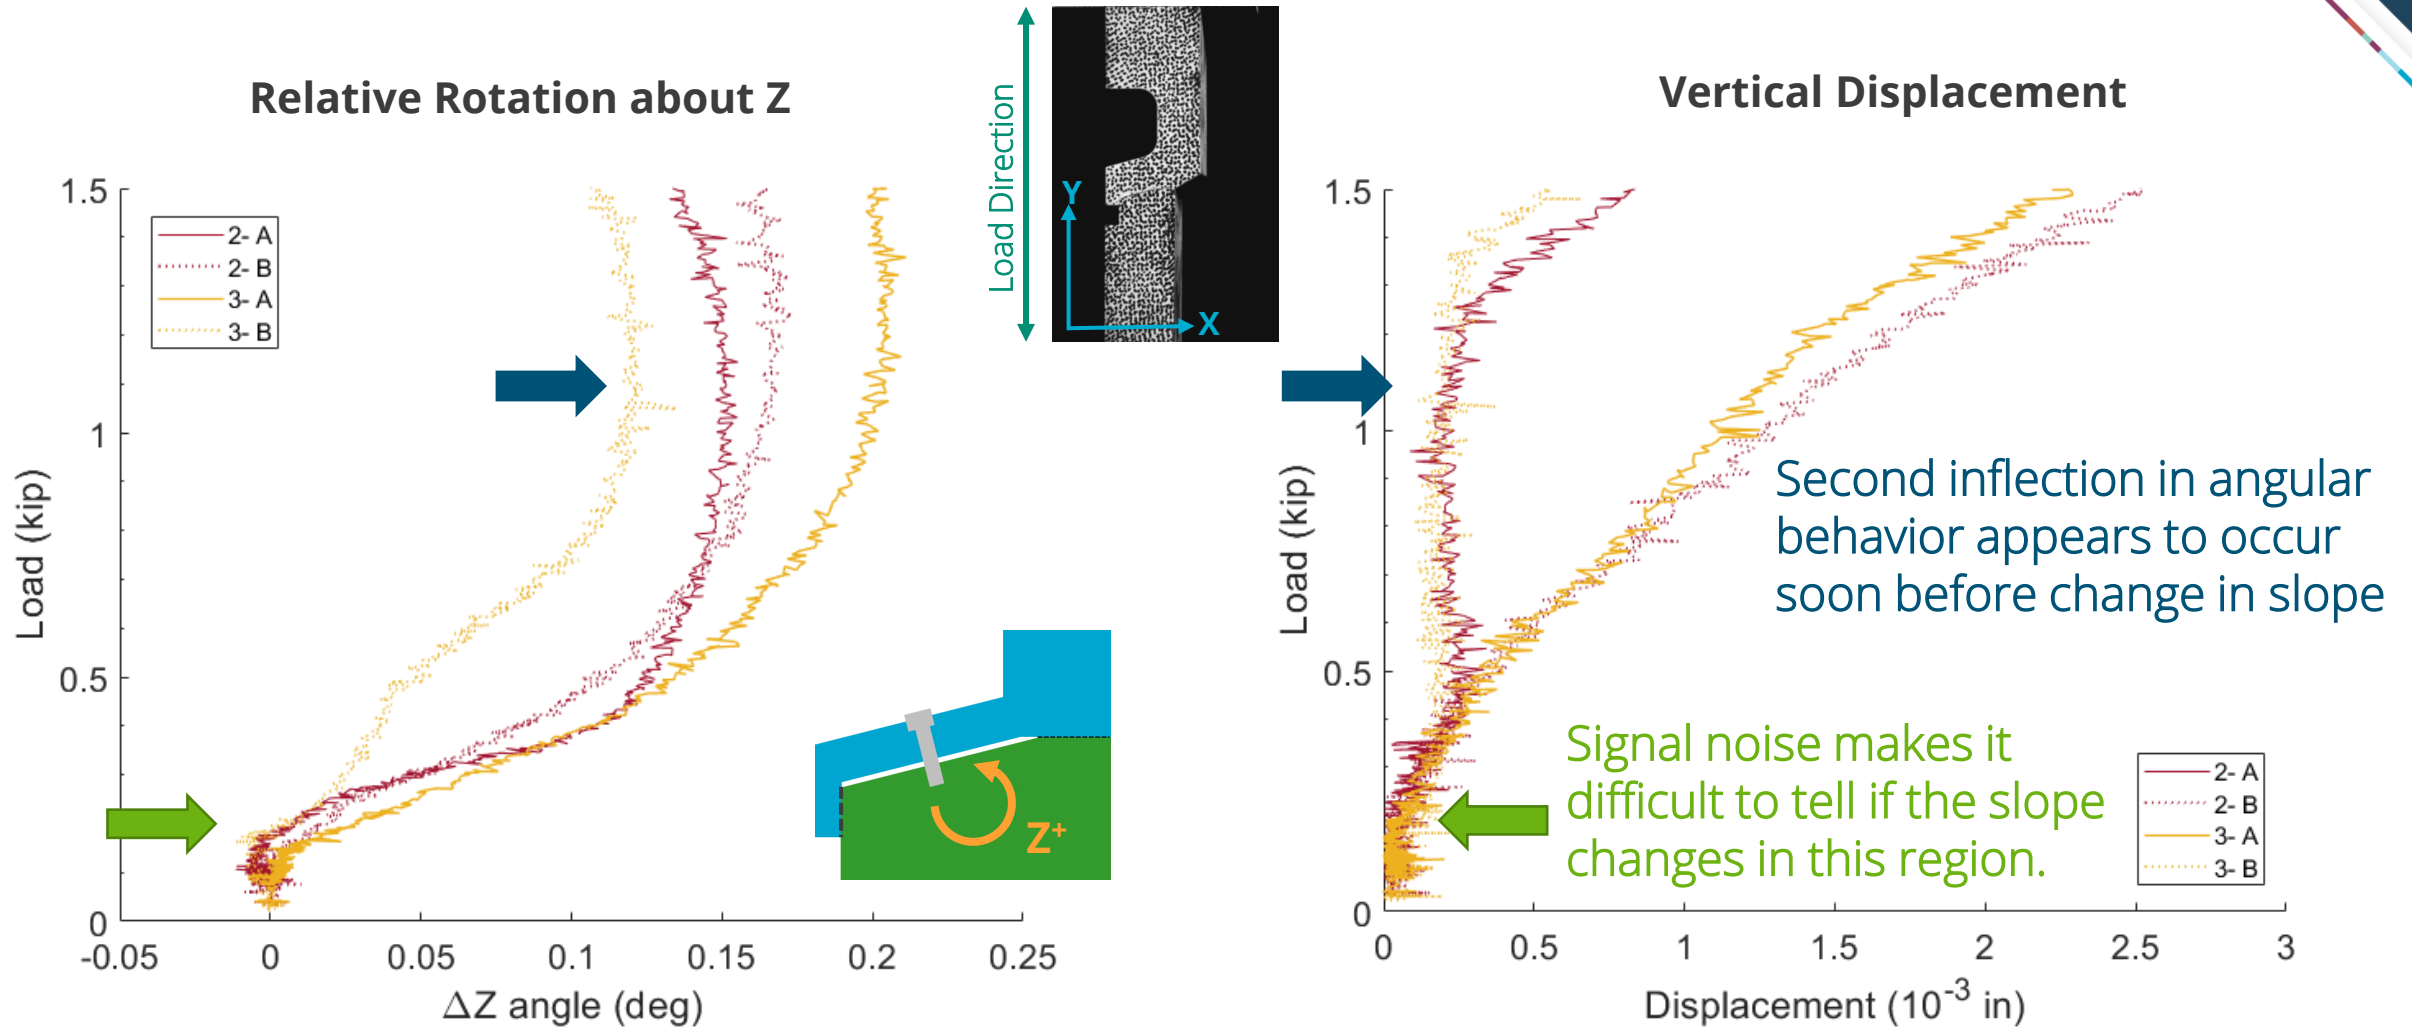 Relative Rotation about Z
Load (kip)
1.5
1
0.5
0
-0.05
0
0.05
0.1
0.15
0.2
0.25
ΔZ angle (deg)
2- A
2- B
3- A
3- B
Z⁺
Load Direction
Y
X
Vertical Displacement
Load (kip)
1.5
1
0.5
0
0
0.5
1
1.5
2
2.5
3
Displacement (10⁻³ in)
Second inflection in angular
behavior appears to occur
soon before change in slope
Signal noise makes it
difficult to tell if the slope
changes in this region.
2- A
2- B
3- A
3- B